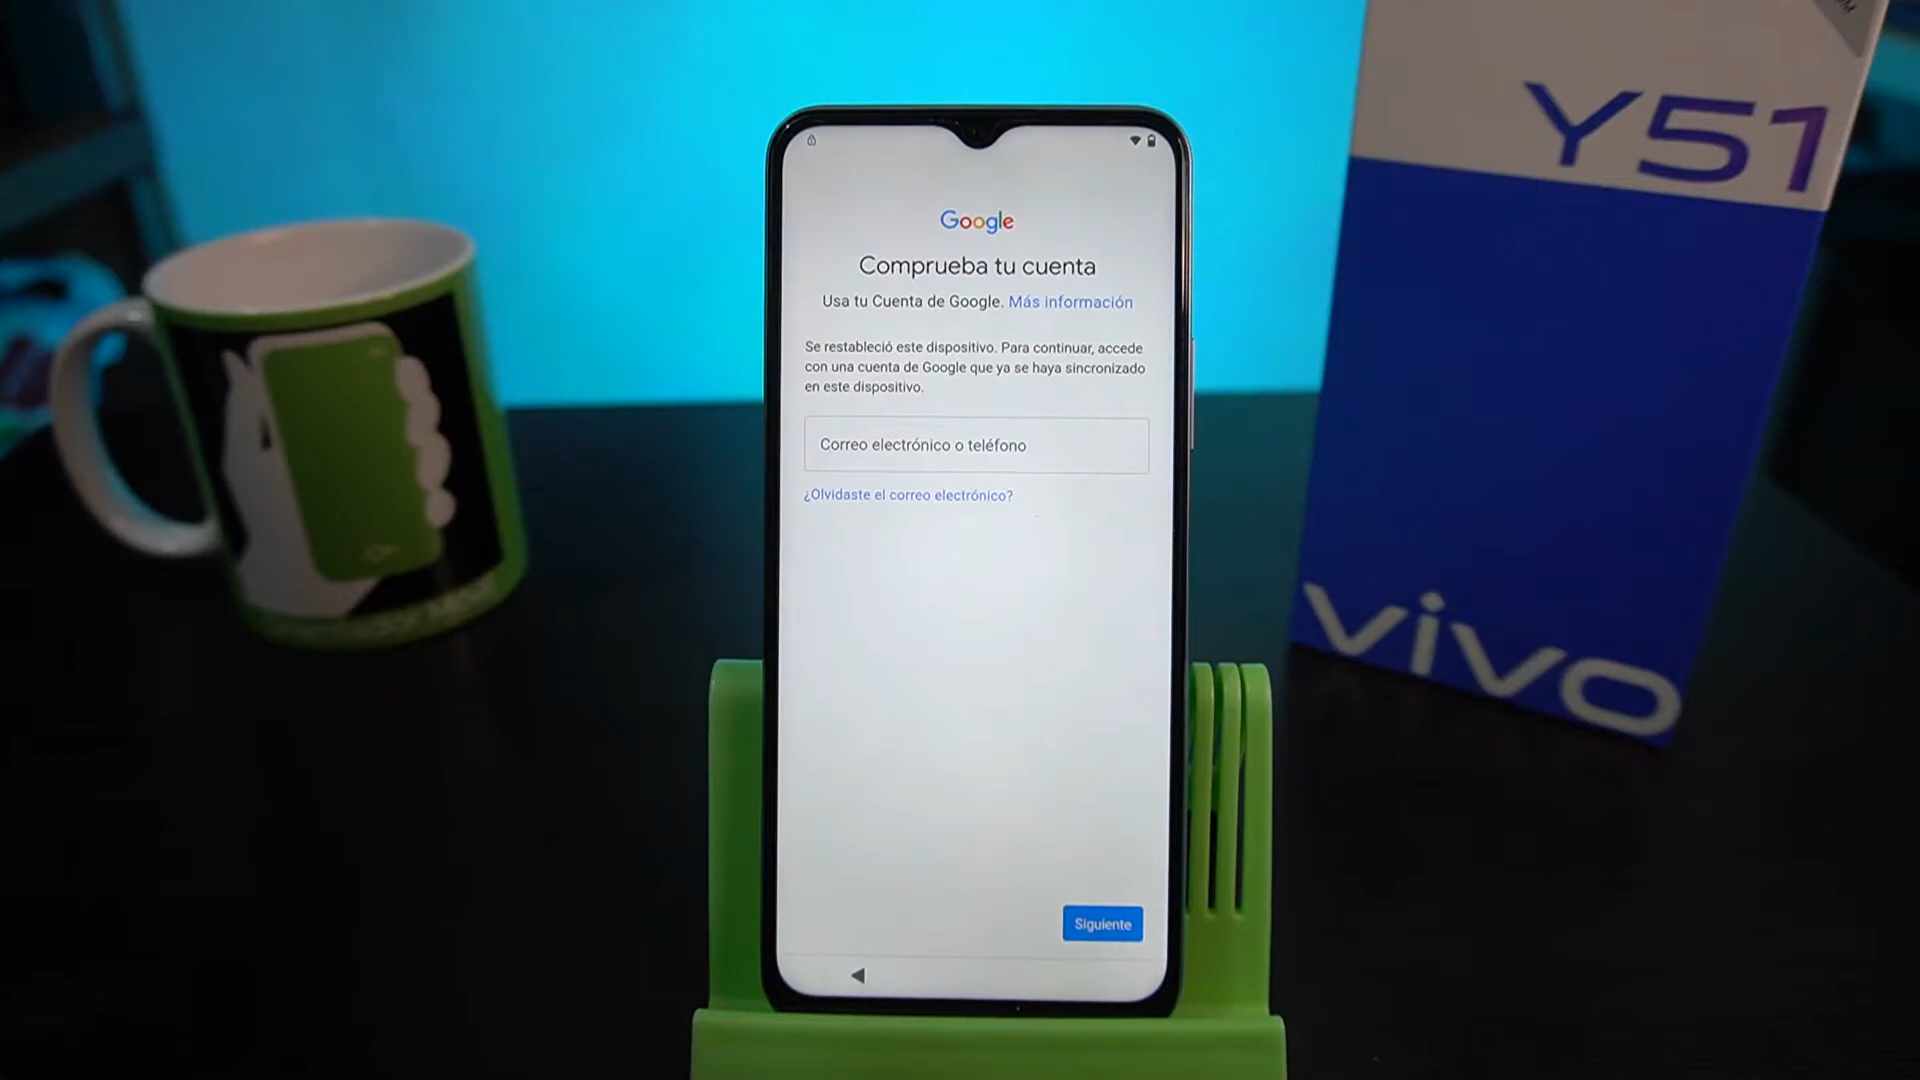 Google
Comprueba tu cuenta
Usa tu Cuenta de Google. Más información
Se restableció este dispositivo. Para continuar, accede
con una cuenta de Google que ya se haya sincronizado
en este dispositivo.
Correo electrónico o teléfono
¿Olvidaste el correo electrónico?
Siguiente
Y51
vivo